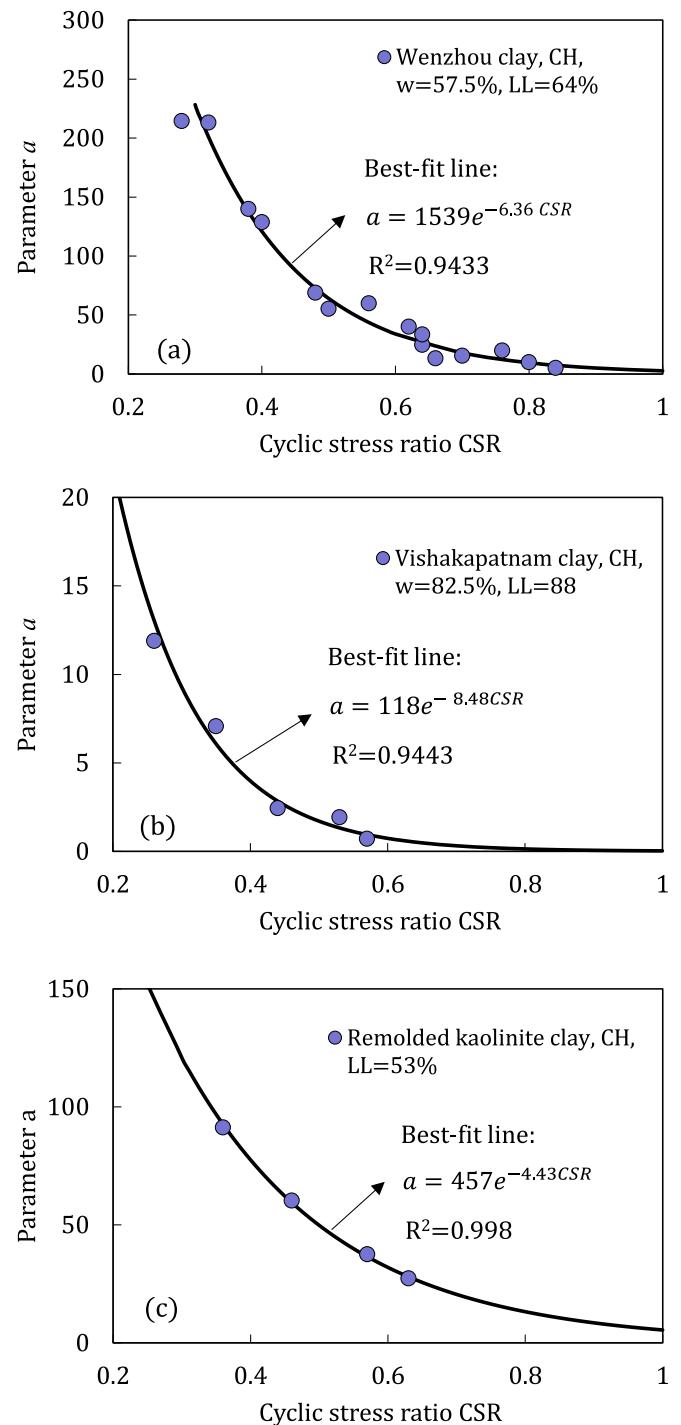 300
250
200
150
100
50
0
Parameter a
Wenzhou clay, CH,
w=57.5%, LL=64%
Best-fit line:
a = 1539e^{-6.36 CSR}
R²=0.9433
(a)
0.2 0.4 0.6 0.8 1
Cyclic stress ratio CSR
20
15
10
5
0
Parameter a
Vishakapatnam clay, CH,
w=82.5%, LL=88
Best-fit line:
a = 118e^{- 8.48CSR}
R²=0.9443
(b)
0.2 0.4 0.6 0.8 1
Cyclic stress ratio CSR
150
100
50
0
Parameter a
Remolded kaolinite clay, CH,
LL=53%
Best-fit line:
a = 457e^{-4.43CSR}
R²=0.998
(c)
0.2 0.4 0.6 0.8 1
Cyclic stress ratio CSR